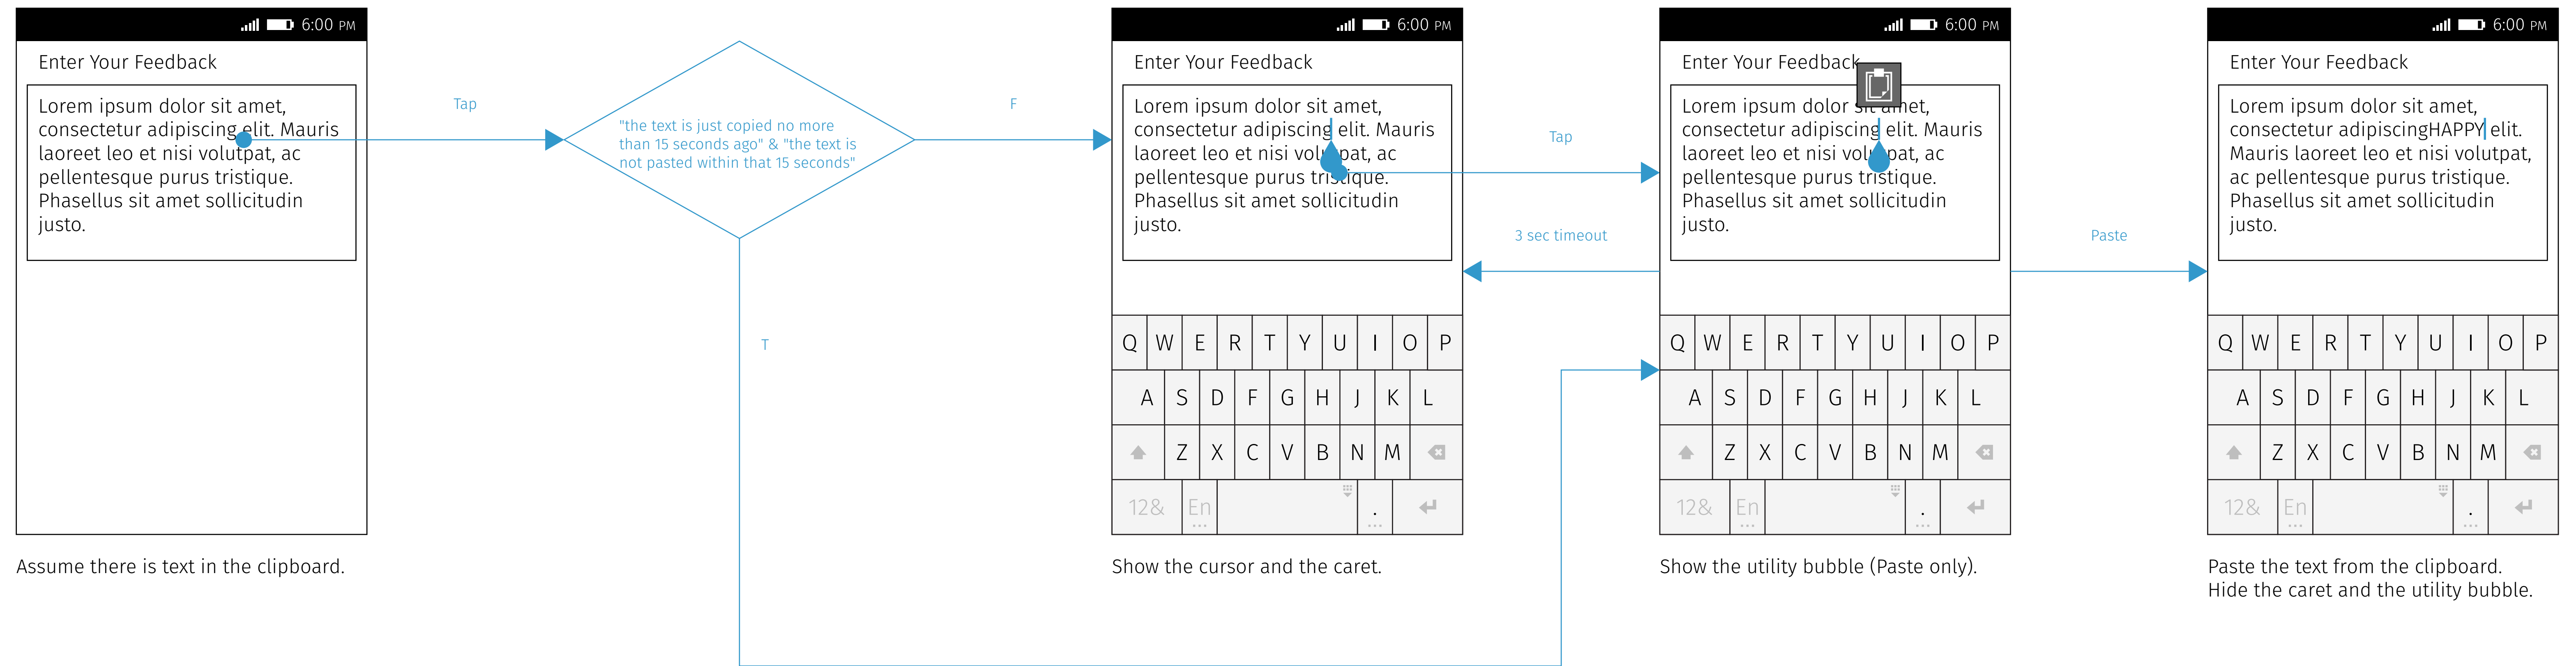 6:00 PM
Enter Your Feedback
Lorem ipsum dolor sit amet,
consectetur adipiscing elit. Mauris
laoreet leo et nisi volutpat, ac
pellentesque purus tristique.
Phasellus sit amet sollicitudin
justo.
Assume there is text in the clipboard.
Tap
"the text is just copied no more
than 15 seconds ago" & "the text is
not pasted within that 15 seconds"
F
T
6:00 PM
Enter Your Feedback
Lorem ipsum dolor sit amet,
consectetur adipiscing elit. Mauris
laoreet leo et nisi volutpat, ac
pellentesque purus tristique.
Phasellus sit amet sollicitudin
justo.
Q W E R T Y U I O P
A S D F G H J K L
Z X C V B N M
12& En .
Show the cursor and the caret.
Tap
3 sec timeout
6:00 PM
Enter Your Feedback
Lorem ipsum dolor sit amet,
consectetur adipiscing elit. Mauris
laoreet leo et nisi volutpat, ac
pellentesque purus tristique.
Phasellus sit amet sollicitudin
justo.
Q W E R T Y U I O P
A S D F G H J K L
Z X C V B N M
12& En .
Show the utility bubble (Paste only).
Paste
6:00 PM
Enter Your Feedback
Lorem ipsum dolor sit amet,
consectetur adipiscingHAPPY elit.
Mauris laoreet leo et nisi volutpat,
ac pellentesque purus tristique.
Phasellus sit amet sollicitudin
justo.
Q W E R T Y U I O P
A S D F G H J K L
Z X C V B N M
12& En .
Paste the text from the clipboard.
Hide the caret and the utility bubble.